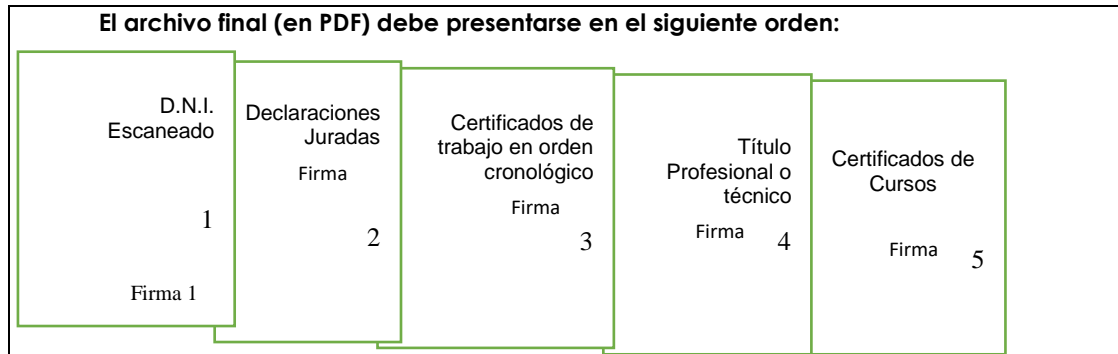 El archivo final (en PDF) debe presentarse en el siguiente orden:
D.N.I.
Escaneado
1
Firma 1
Declaraciones
Juradas
Firma
2
Certificados de
trabajo en orden
cronológico
Firma
3
Título
Profesional o
técnico
Firma
4
Certificados de
Cursos
Firma
5